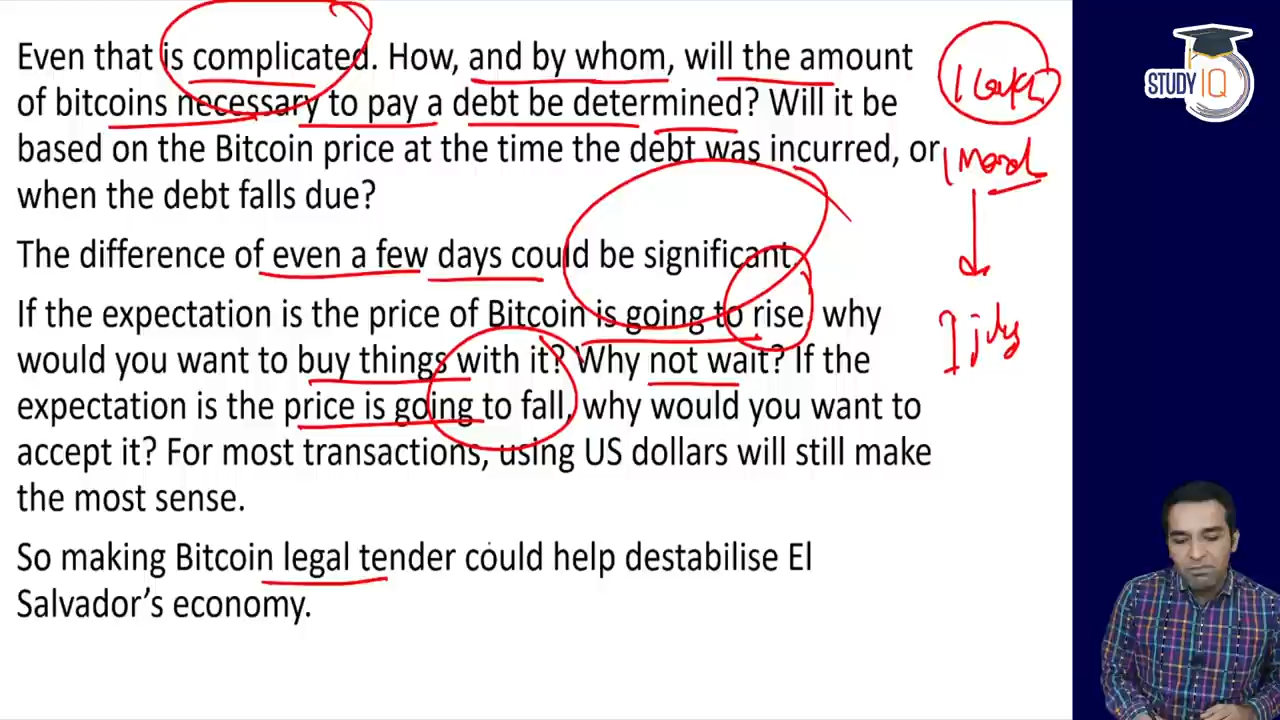 Even that is complicated. How, and by whom, will the amount
of bitcoins necessary to pay a debt be determined? Will it be
based on the Bitcoin price at the time the debt was incurred, or
when the debt falls due?
The difference of even a few days could be significant.
If the expectation is the price of Bitcoin is going to rise why
would you want to buy things with it? Why not wait? If the
expectation is the price is going to fall, why would you want to
accept it? For most transactions, using US dollars will still make
the most sense.
So making Bitcoin legal tender could help destabilise El
Salvador's economy.
STUDY IQ
1 Lakh